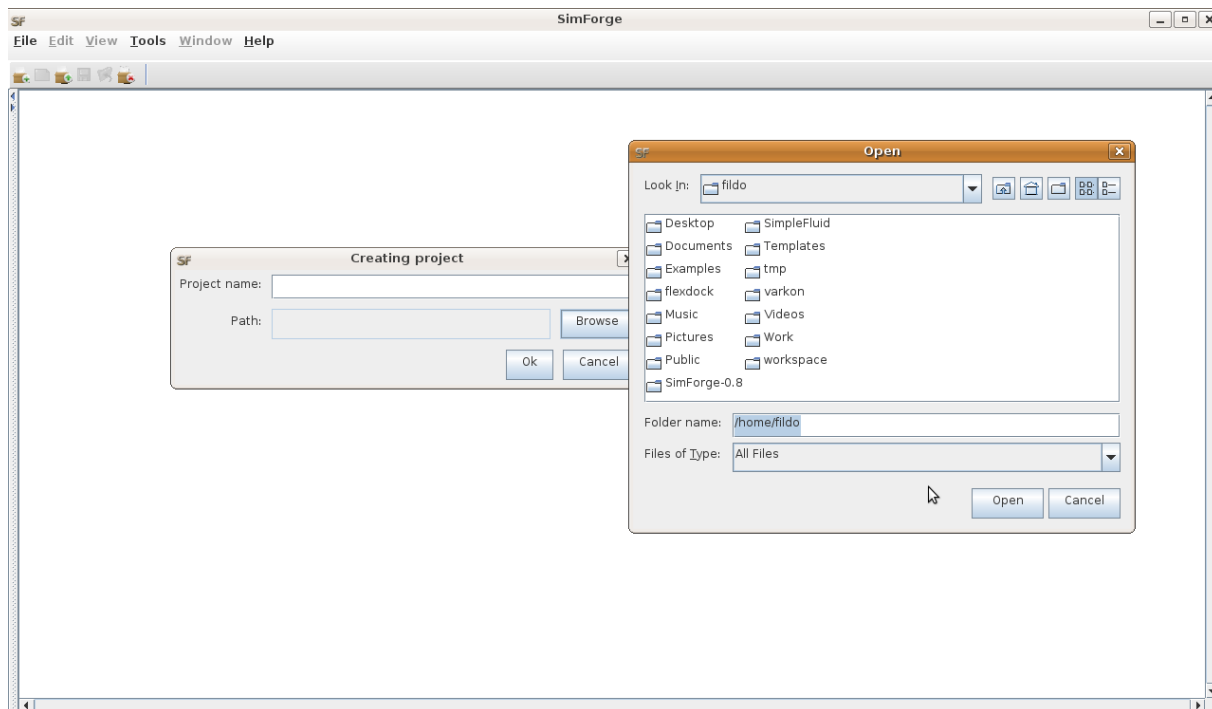 SF SimForge
File Edit View Tools Window Help
SF Creating project
Project name:
Path: Browse
Ok Cancel
SF Open
Look In: fildo
Desktop SimpleFluid
Documents Templates
Examples tmp
flexdock varkon
Music Videos
Pictures Work
Public workspace
SimForge-0.8
Folder name: /home/fildo
Files of Type: All Files
Open Cancel